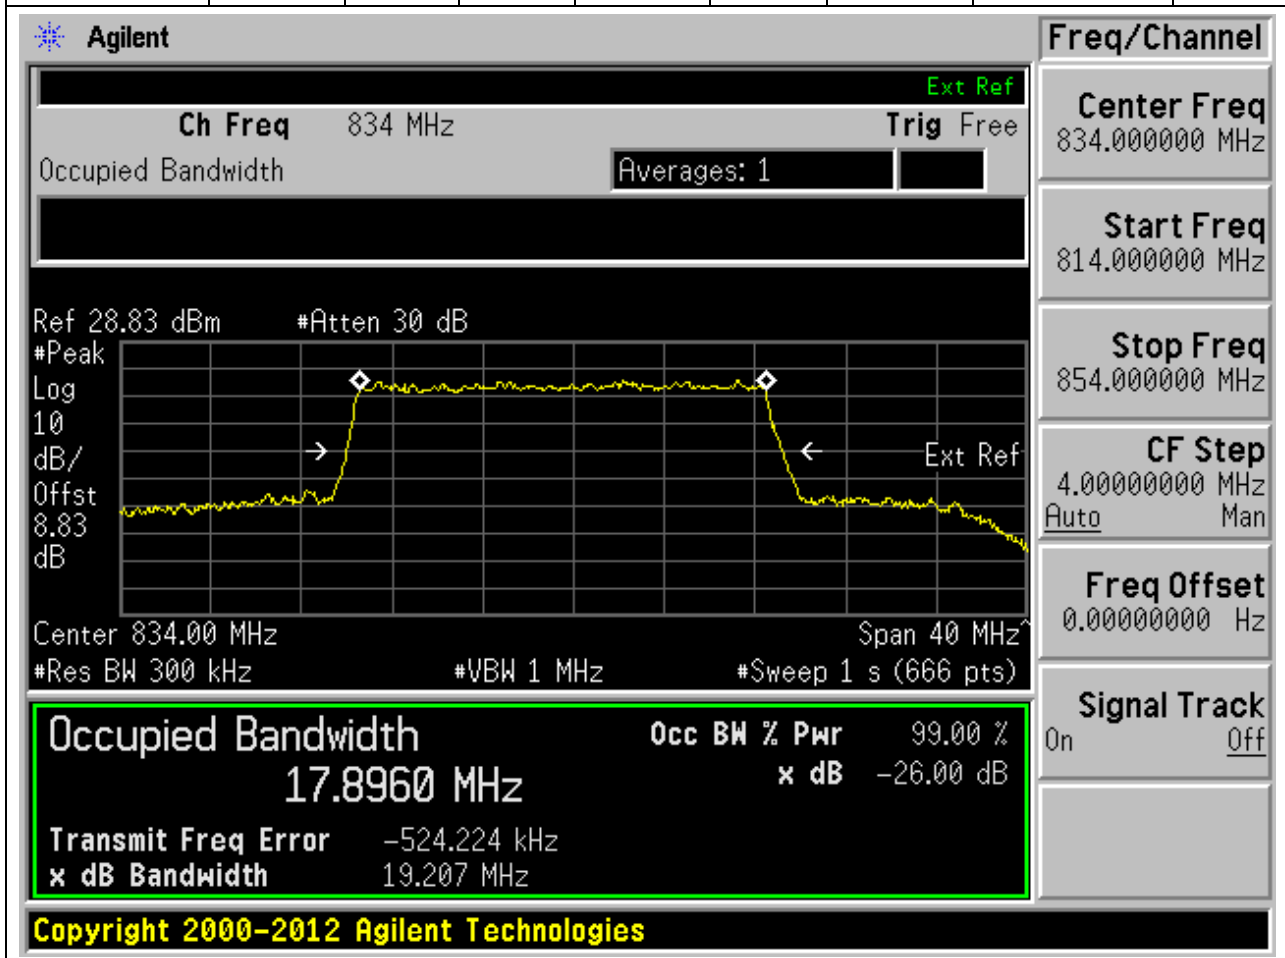 Agilent
Freq/Channel
Ext Ref
Ch Freq 834 MHz Trig Free
Occupied Bandwidth Averages: 1
Center Freq
834.000000 MHz
Start Freq
814.000000 MHz
Stop Freq
854.000000 MHz
CF Step
4.00000000 MHz
Auto Man
Freq Offset
0.00000000 Hz
Signal Track
On Off
Ref 28.83 dBm #Atten 30 dB
#Peak
Log
10
dB/
Offst
8.83
dB
Ext Ref
Center 834.00 MHz Span 40 MHz^
#Res BW 300 kHz #VBW 1 MHz #Sweep 1 s (666 pts)
Occupied Bandwidth Occ BW % Pwr 99.00 %
17.8960 MHz x dB -26.00 dB
Transmit Freq Error -524.224 kHz
x dB Bandwidth 19.207 MHz
Copyright 2000-2012 Agilent Technologies